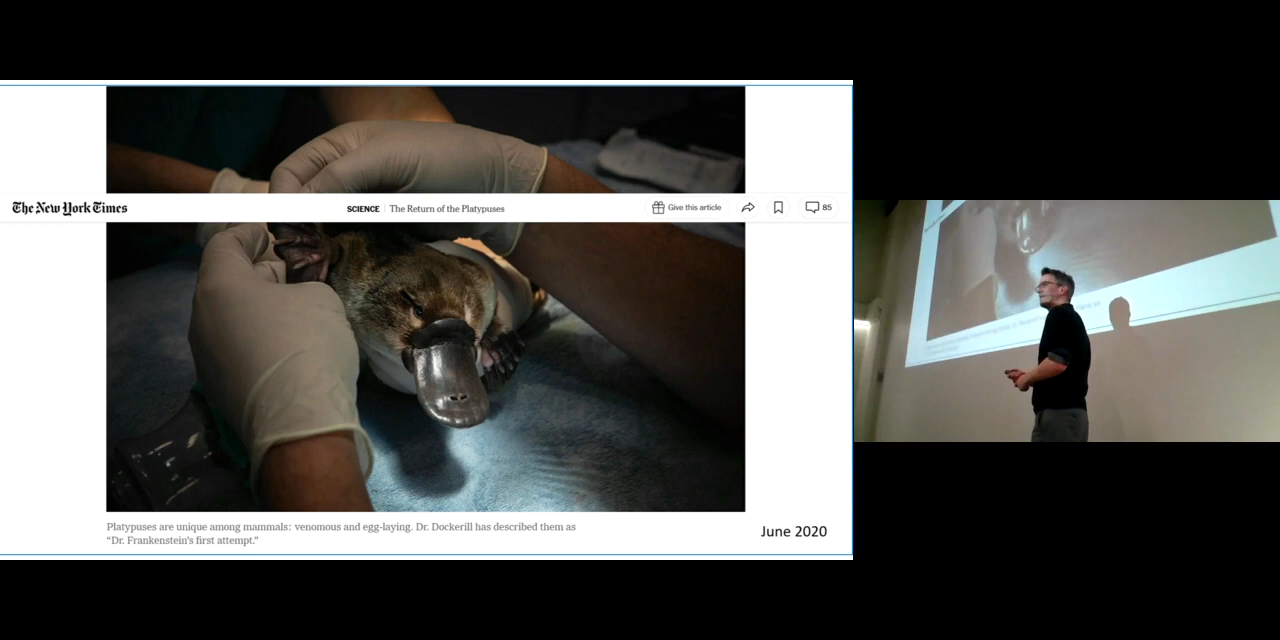 The New York Times
SCIENCE | The Return of the Platypuses
Give this article
85
Platypuses are unique among mammals: venomous and egg-laying. Dr. Dockerill has described them as
“Dr. Frankenstein’s first attempt.”
June 2020